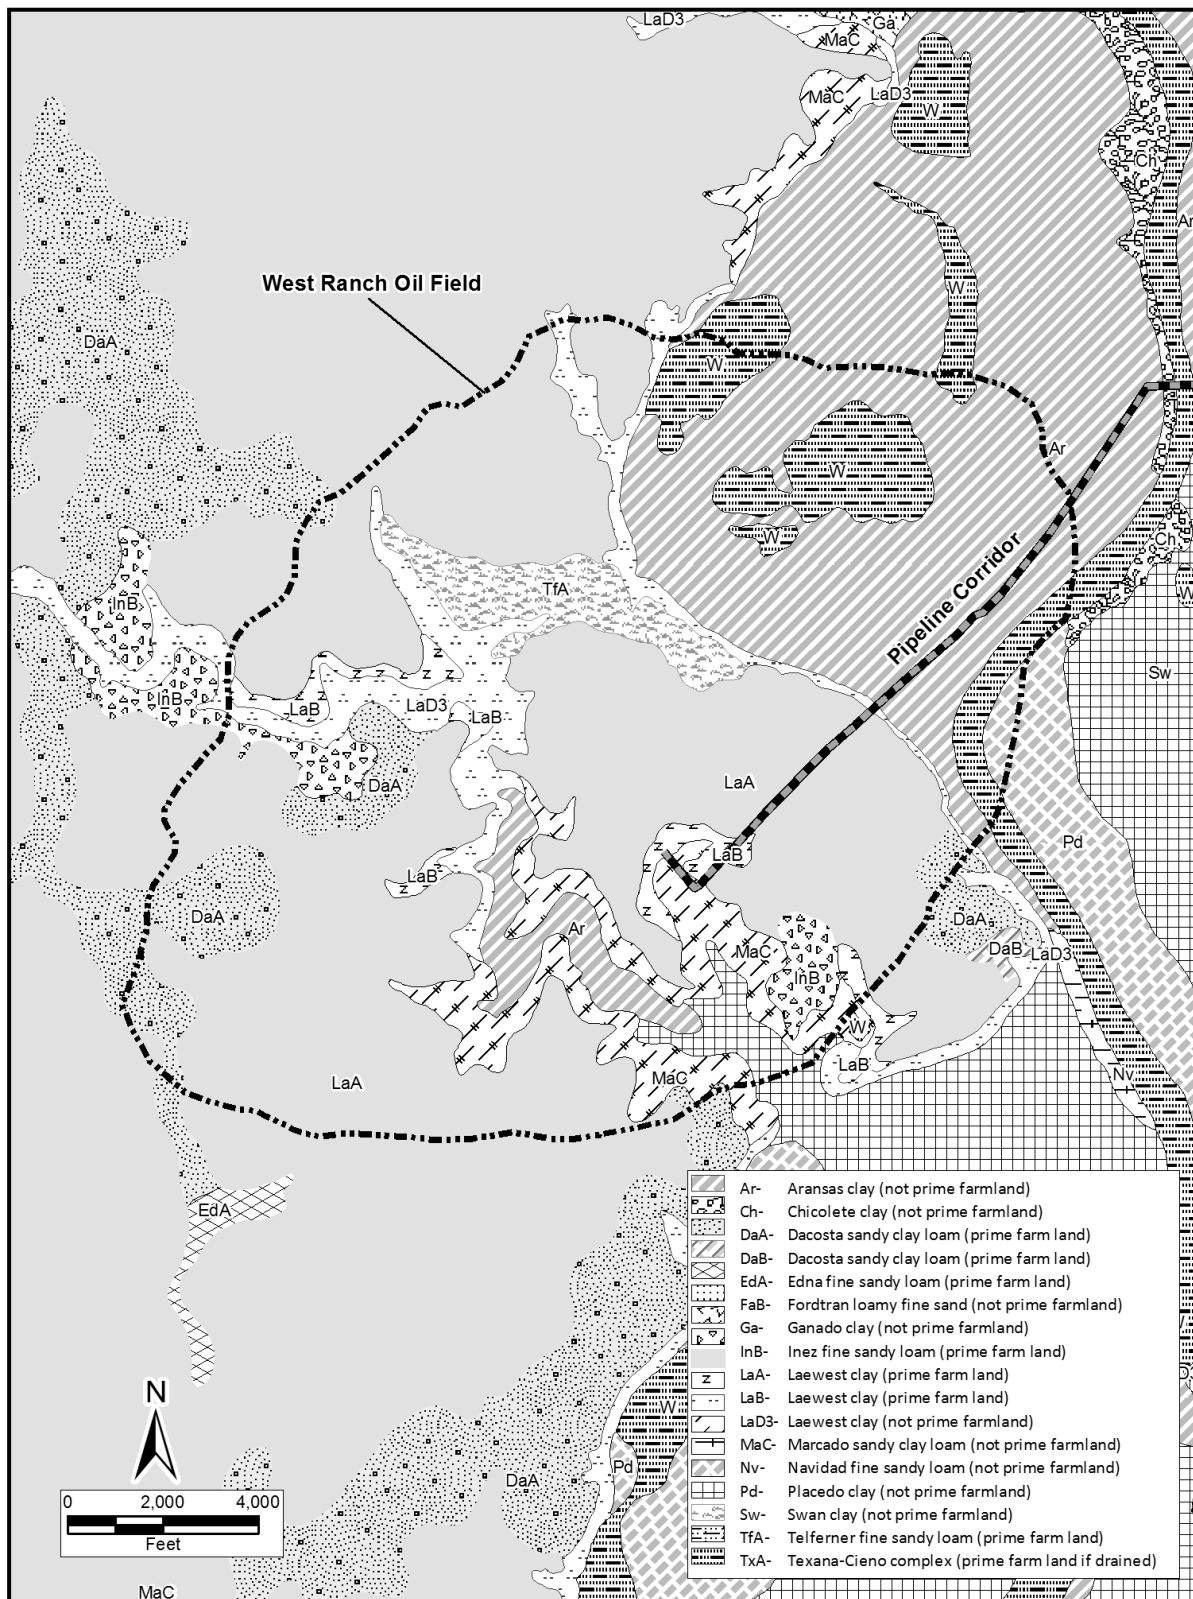 LaD3
Ga
MaC
MaC
LaD3
W
Ch
Ar
West Ranch Oil Field
W
DaA
W
Ar
W
W
Ch
Pipeline Corridor
TfA
W
InB
Sw
InB
LaB
LaD3
LaB
DaA
LaA
Pd
LaB
LaB
DaA
Ar
DaA
MaC
DaB
LaD3
InB
W
LaB
Nv
MaC
LaA
EdA
Ar- Aransas clay (not prime farmland)
Ch- Chicolete clay (not prime farmland)
DaA- Dacosta sandy clay loam (prime farm land)
DaB- Dacosta sandy clay loam (prime farm land)
EdA- Edna fine sandy loam (prime farm land)
FaB- Fordtran loamy fine sand (not prime farmland)
Ga- Ganado clay (not prime farmland)
InB- Inez fine sandy loam (prime farm land)
LaA- Laewest clay (prime farm land)
LaB- Laewest clay (prime farm land)
LaD3- Laewest clay (not prime farmland)
MaC- Marcado sandy clay loam (not prime farmland)
Nv- Navidad fine sandy loam (not prime farmland)
Pd- Placedo clay (not prime farmland)
Sw- Swan clay (not prime farmland)
TfA- Telferner fine sandy loam (prime farm land)
TxA- Texana-Cieno complex (prime farm land if drained)
W
Pd
DaA
N
0 2,000 4,000
Feet
MaC